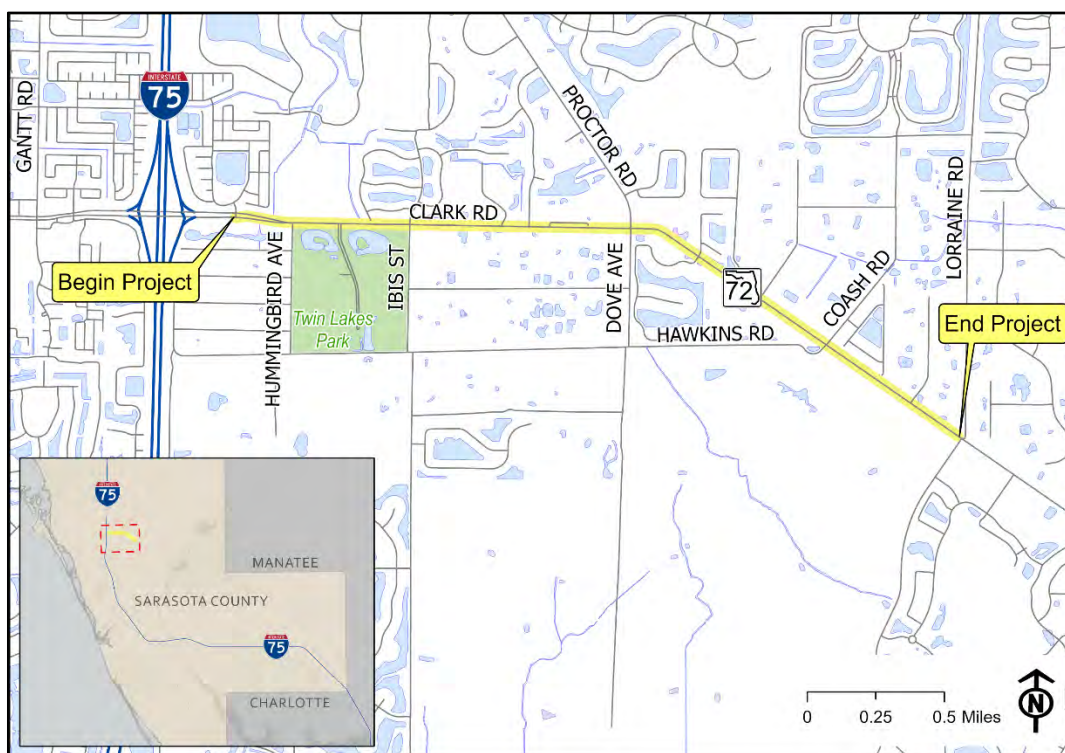 INTERSTATE
75
GANTT RD
PROCTOR RD
CLARK RD
LORRAINE RD
Begin Project
HUMMINGBIRD AVE
IBIS ST
DOVE AVE
72
COASH RD
End Project
Twin Lakes
Park
HAWKINS RD
75
MANATEE
SARASOTA COUNTY
75
CHARLOTTE
0 0.25 0.5 Miles
N